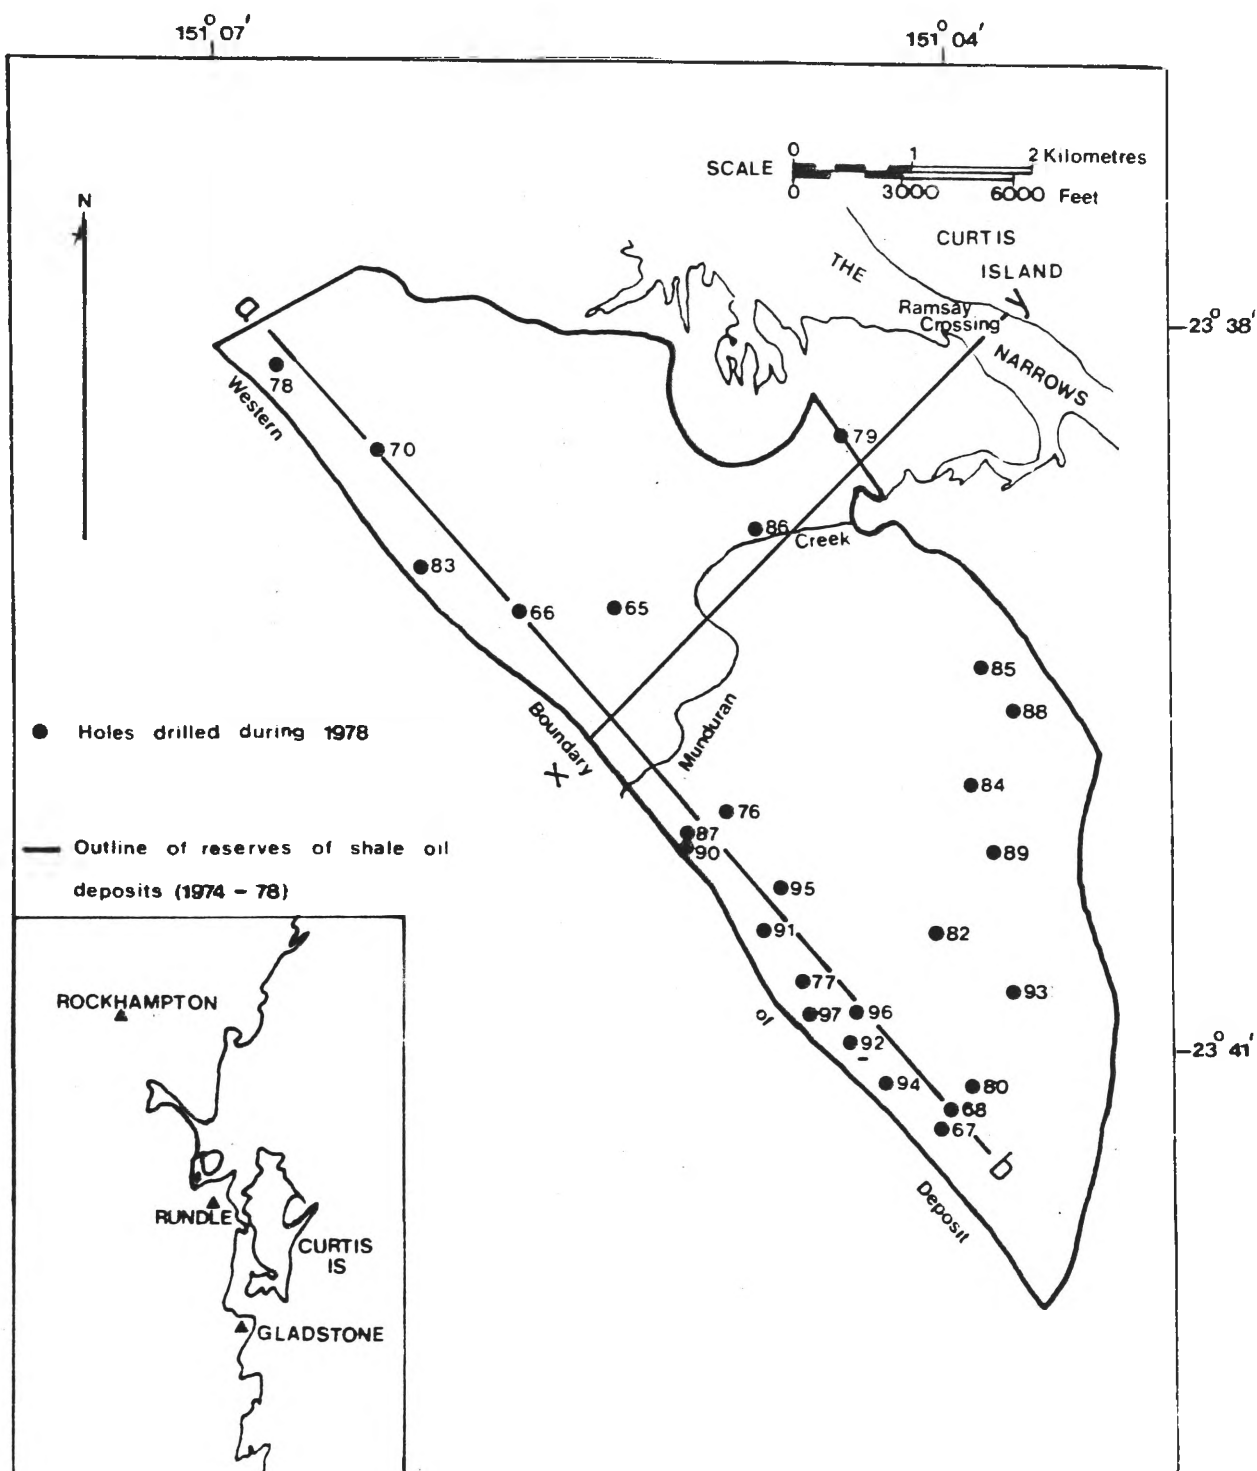 151° 07'
151° 04'
0 1 2 Kilometres
SCALE
0 3000 6000 Feet
N
CURTIS
ISLAND
THE
Y
Ramsay
Crossing
NARROWS
23° 38'
a
78
Western
70
79
86
Creek
83
66
65
85
88
Holes drilled during 1978
Boundary
X
Munduran
84
76
87
90
89
Outline of reserves of shale oil
deposits (1974 - 78)
95
91
82
77
93
97
96
of
92
23° 41'
94
80
68
67
b
Deposit
ROCKHAMPTON
RUNDLE
CURTIS
IS
GLADSTONE